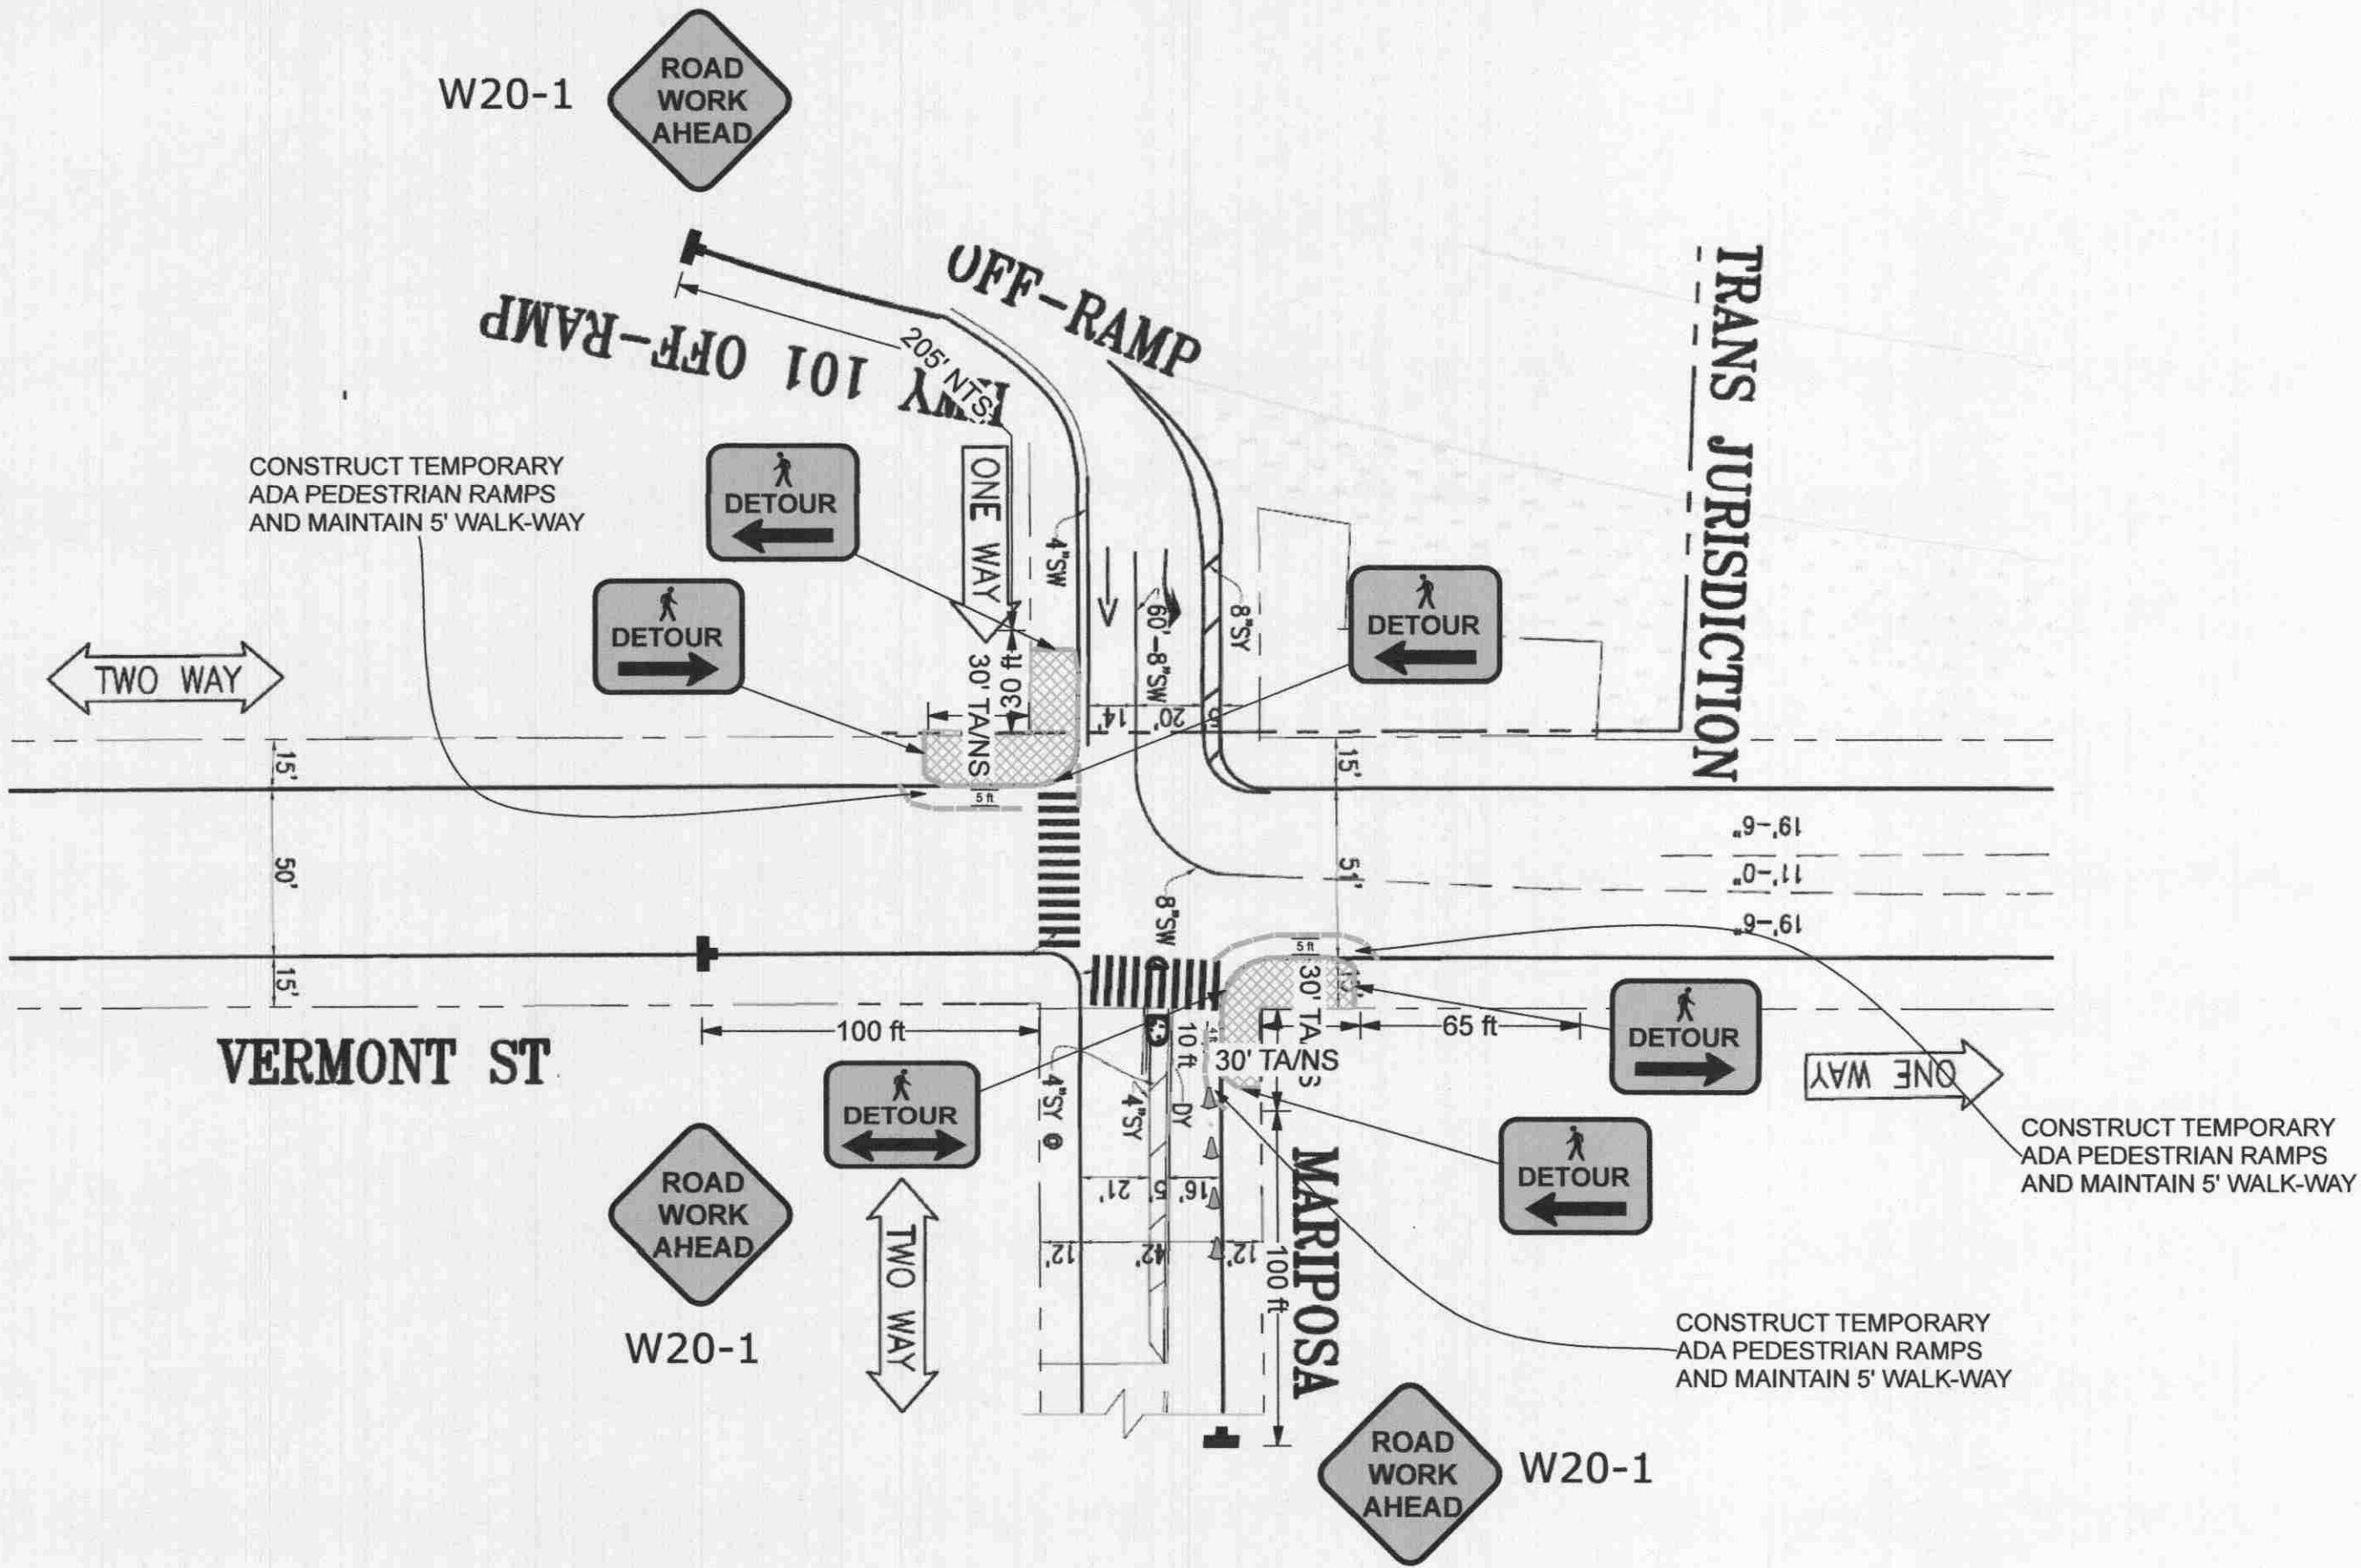 W20-1
ROAD
WORK
AHEAD
OFF-RAMP
101 OFF-RAMP
205' NTS
TRANS JURISDICTION
CONSTRUCT TEMPORARY
ADA PEDESTRIAN RAMPS
AND MAINTAIN 5' WALK-WAY
DETOUR
ONE WAY
4"SW
60'-8"SW
8"SY
DETOUR
DETOUR
TWO WAY
30 ft
30' TA/NS
14'
20'
5'
15'
15'
5 ft
19'-6"
50'
51'
11'-0"
8"SW
19'-6"
5 ft
15'
30' TA/NS
15'
VERMONT ST
100 ft
10 ft
4 ft
30' TA/NS
65 ft
DETOUR
ONE WAY
DETOUR
4"SY @
4"SY
DY
CONSTRUCT TEMPORARY
ADA PEDESTRIAN RAMPS
AND MAINTAIN 5' WALK-WAY
DETOUR
ROAD
WORK
AHEAD
TWO WAY
21'
5'
16'
MARIPOSA
12'
42'
12'
100 ft
W20-1
CONSTRUCT TEMPORARY
ADA PEDESTRIAN RAMPS
AND MAINTAIN 5' WALK-WAY
ROAD
WORK
AHEAD
W20-1